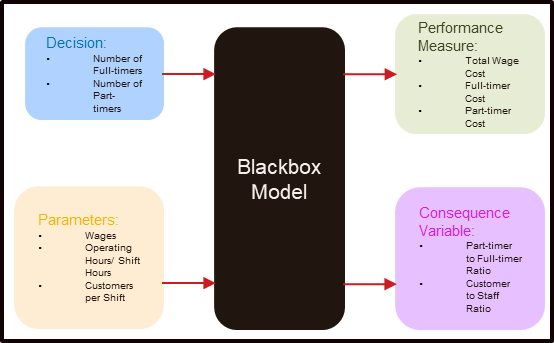 Decision:
• Number of
Full-timers
• Number of
Part-
timers
Parameters:
• Wages
• Operating
Hours/ Shift
Hours
• Customers
per Shift
Blackbox
Model
Performance
Measure:
• Total Wage
Cost
• Full-timer
Cost
• Part-timer
Cost
Consequence
Variable:
• Part-timer
to Full-timer
Ratio
• Customer
to Staff
Ratio